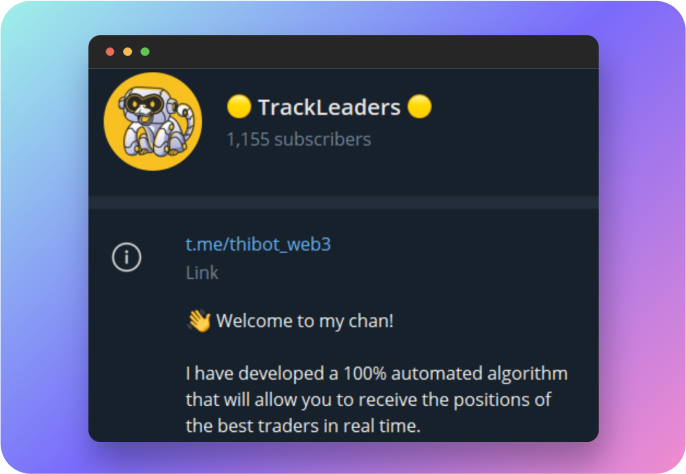 🟡 TrackLeaders 🟡
1,155 subscribers
t.me/thibot_web3
Link
👋 Welcome to my chan!
I have developed a 100% automated algorithm
that will allow you to receive the positions of
the best traders in real time.